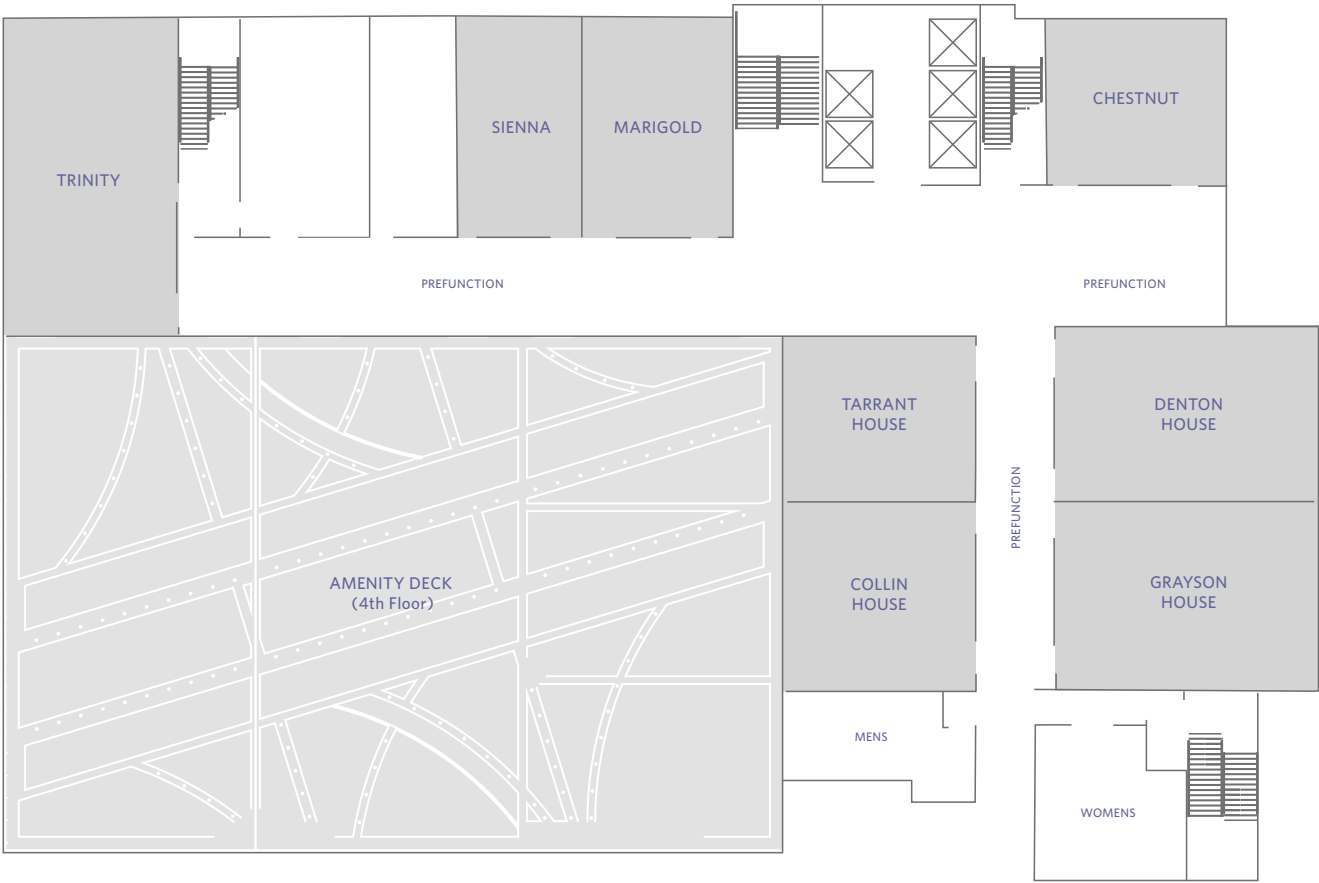 CHESTNUT
SIENNA
MARIGOLD
TRINITY
PREFUNCTION
PREFUNCTION
TARRANT
HOUSE
DENTON
HOUSE
PREFUNCTION
AMENITY DECK
(4th Floor)
COLLIN
HOUSE
GRAYSON
HOUSE
MENS
WOMENS